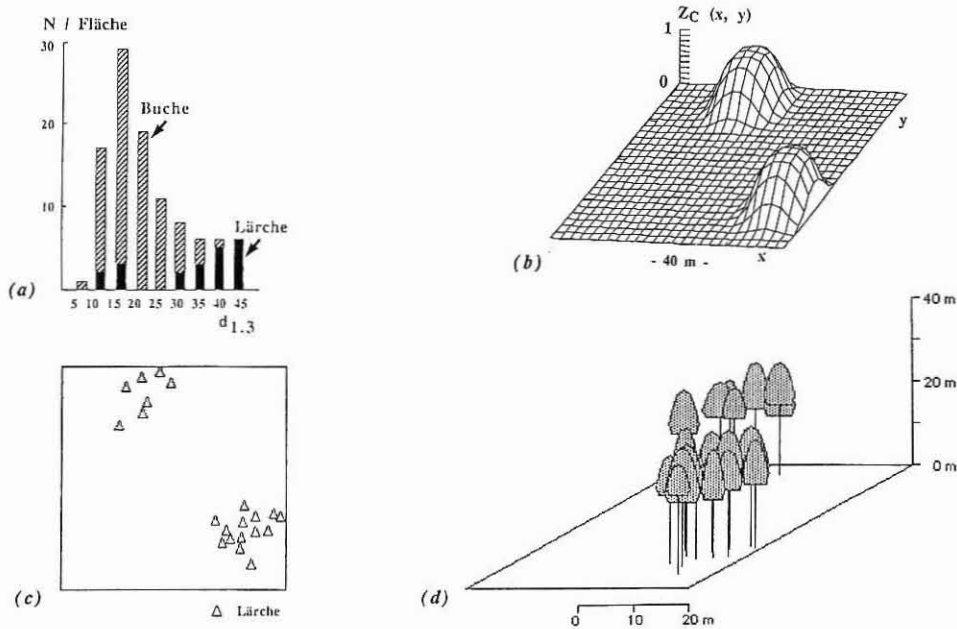 N / Fläche
30
20
10
Buche
Lärche
5 10 15 20 25 30 35 40 45
d1.3
(a)
ZC (x, y)
1
0
y
x
- 40 m -
(b)
(c)
Δ Lärche
40 m
20 m
0 m
0 10 20 m
(d)